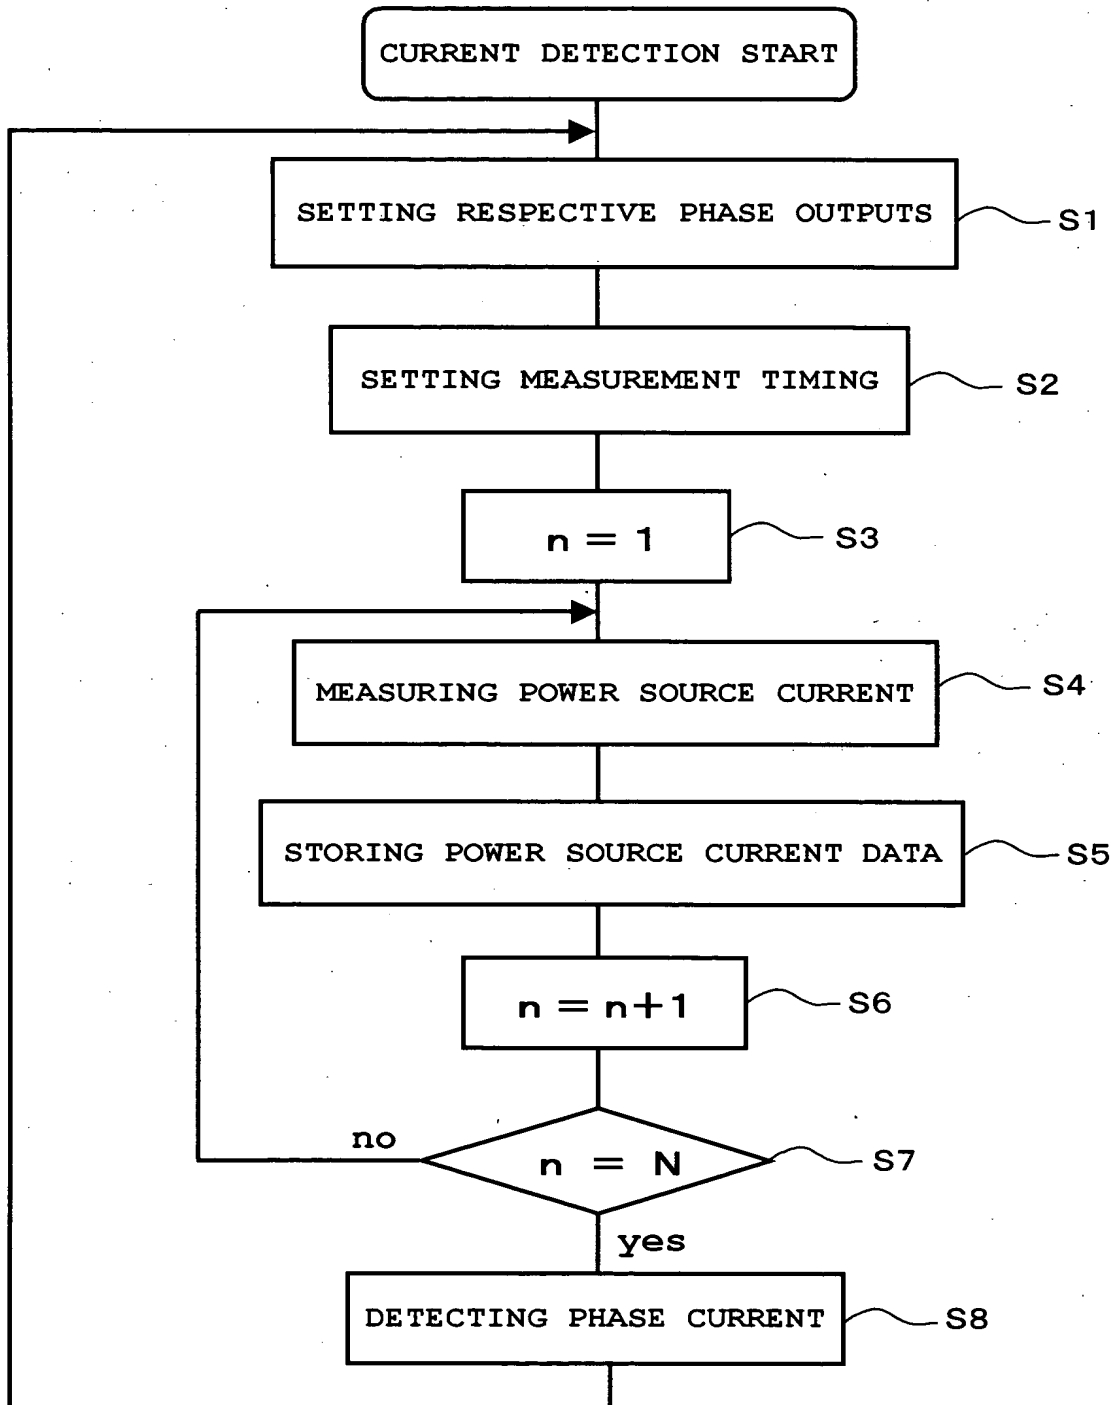 CURRENT DETECTION START
SETTING RESPECTIVE PHASE OUTPUTS
S1
SETTING MEASUREMENT TIMING
S2
n = 1
S3
MEASURING POWER SOURCE CURRENT
S4
STORING POWER SOURCE CURRENT DATA
S5
n = n+1
S6
no
n = N
S7
yes
DETECTING PHASE CURRENT
S8